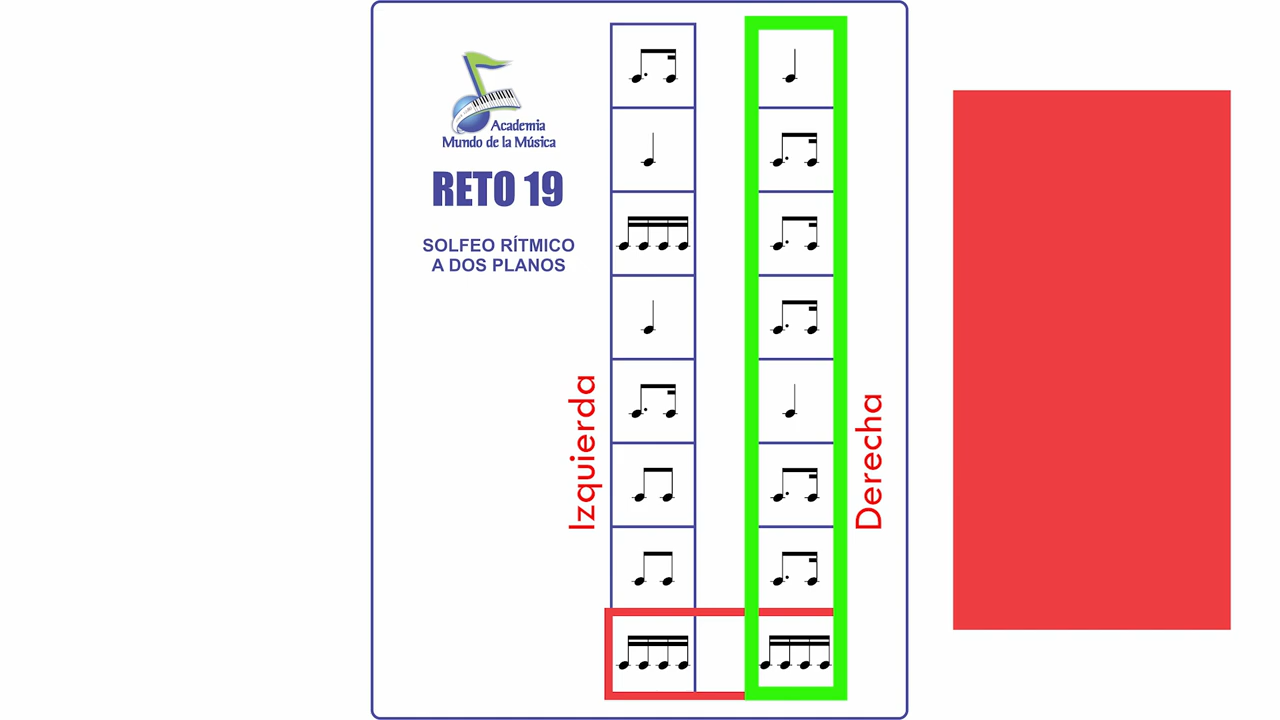 Academia
Mundo de la Música
RETO 19
SOLFEO RÍTMICO
A DOS PLANOS
Izquierda
Derecha